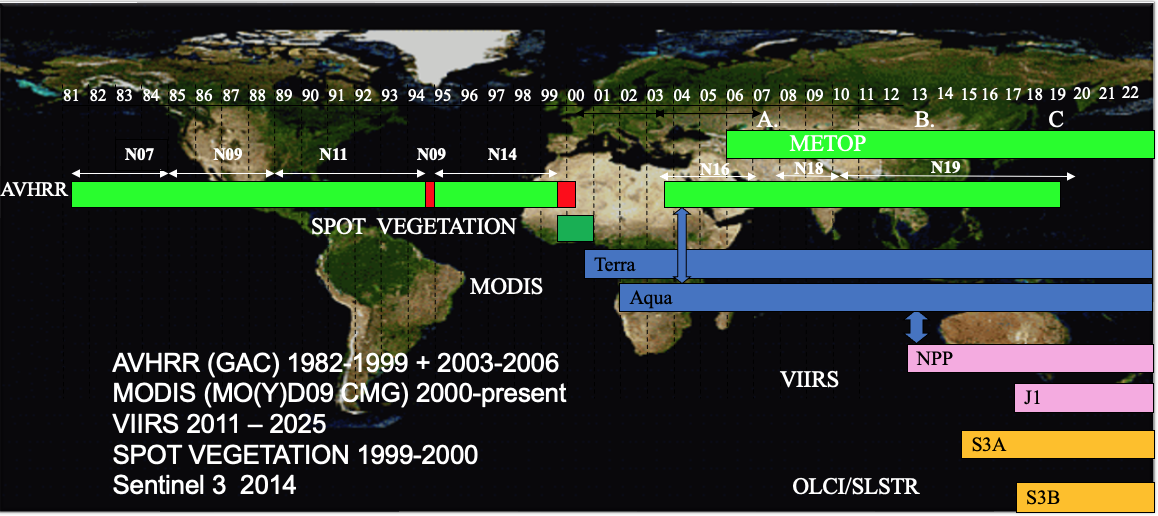 81 82 83 84 85 86 87 88 89 90 91 92 93 94 95 96 97 98 99 00 01 02 03 04 05 06 07 08 09 10 11 12 13 14 15 16 17 18 19 20 21 22
A. B. C
METOP
N07 N09 N11 N09 N14 N16 N18 N19
AVHRR
SPOT VEGETATION
Terra
MODIS
Aqua
AVHRR (GAC) 1982-1999 + 2003-2006
NPP
VIIRS
MODIS (MO(Y)D09 CMG) 2000-present
J1
VIIRS 2011 – 2025
SPOT VEGETATION 1999-2000
S3A
Sentinel 3 2014
OLCI/SLSTR
S3B